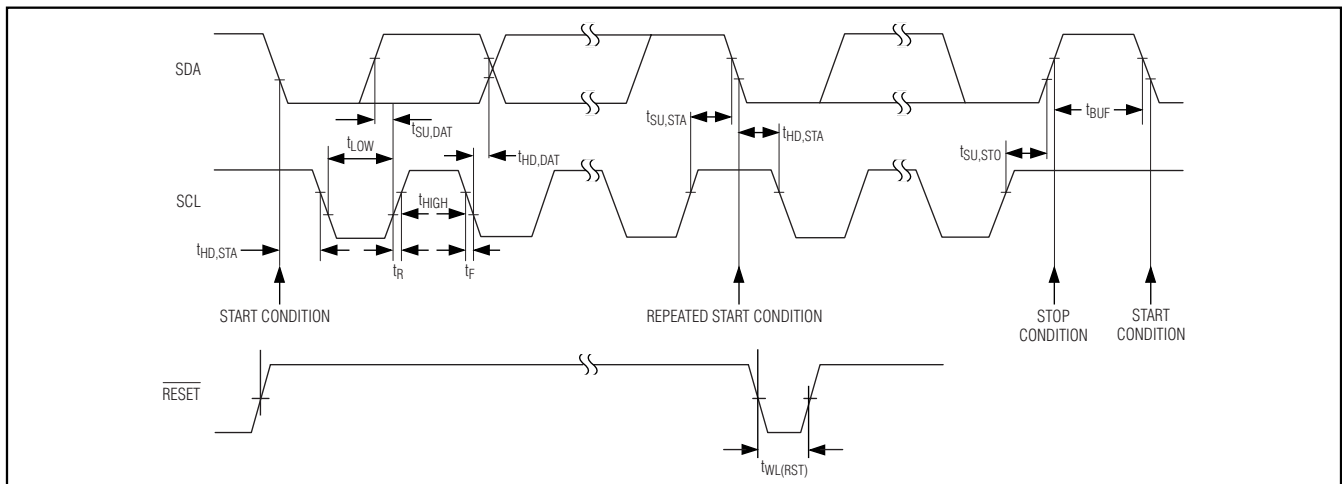 SDA
tSU,STA
tBUF
tSU,DAT
tHD,STA
tLOW
tSU,STO
tHD,DAT
SCL
tHIGH
tHD,STA
tR
tF
START CONDITION
REPEATED START CONDITION
STOP
CONDITION
START
CONDITION
RESET
tWL(RST)